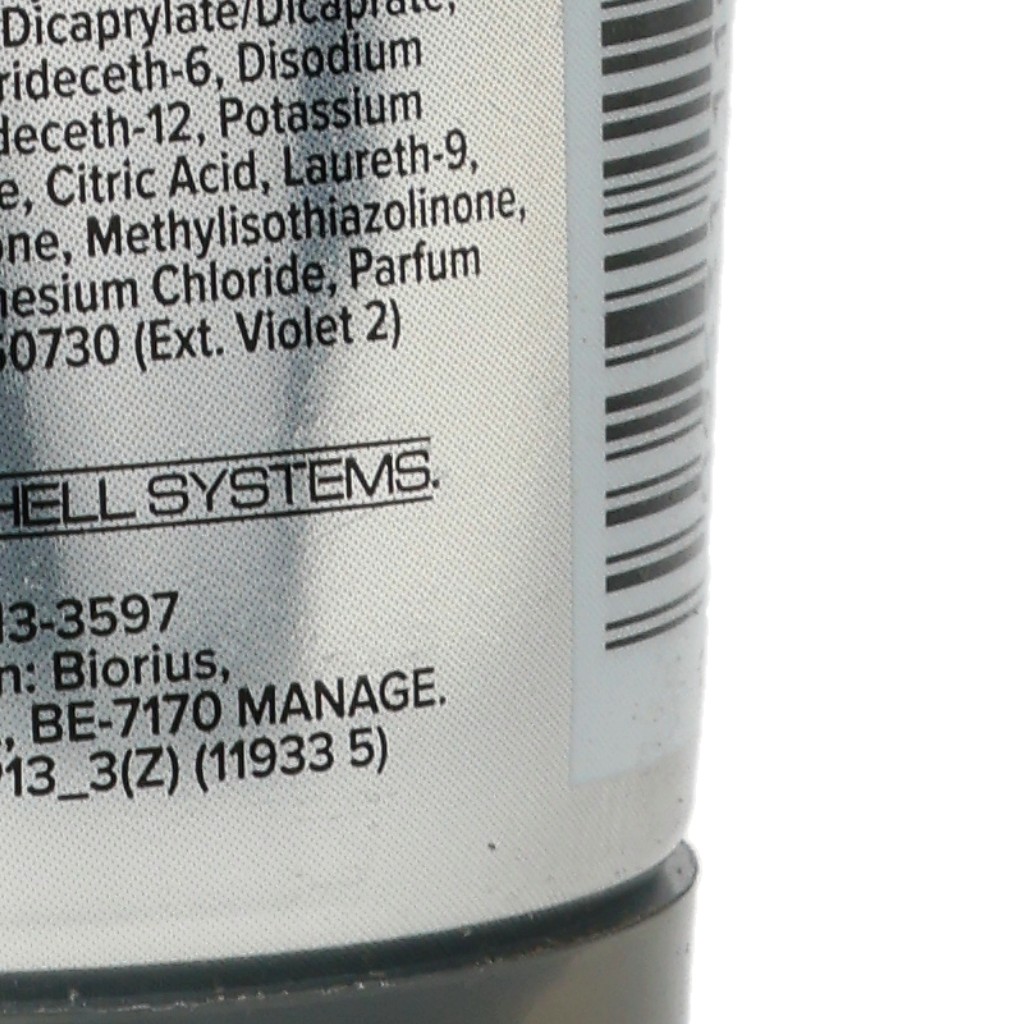 Dicaprylate/Dicaprate,
rideceth-6, Disodium
deceth-12, Potassium
e, Citric Acid, Laureth-9,
one, Methylisothiazolinone,
nesium Chloride, Parfum
60730 (Ext. Violet 2)
HELL SYSTEMS.
13-3597
n: Biorius,
, BE-7170 MANAGE.
13_3(Z) (11933 5)